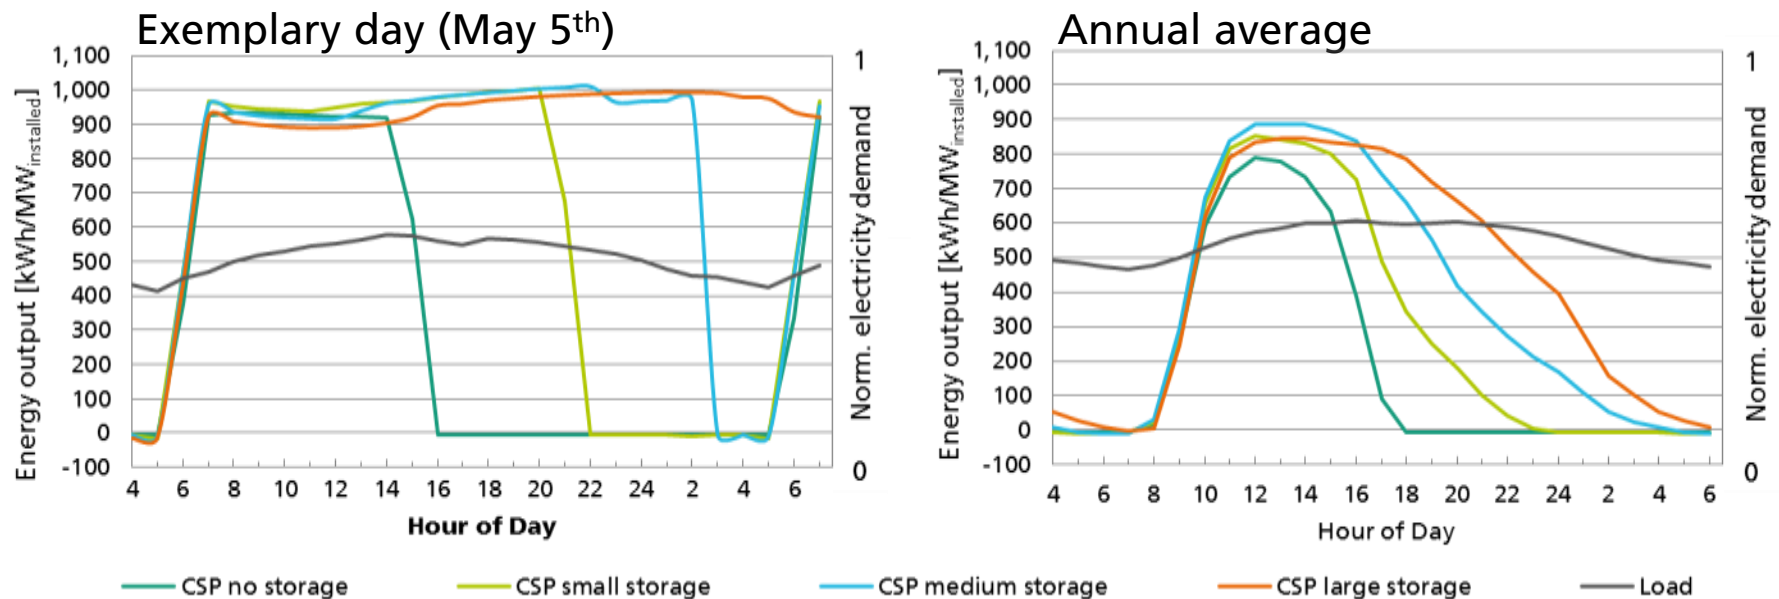 Exemplary day (May 5th)
Annual average
1,100
1,000
900
800
700
600
500
400
300
200
100
0
-100
Energy output [kWh/MWinstalled]
1
0
Norm. electricity demand
4 6 8 10 12 14 16 18 20 22 24 2 4 6
Hour of Day
1,100
1,000
900
800
700
600
500
400
300
200
100
0
-100
Energy output [kWh/MWinstalled]
1
0
Norm. electricity demand
4 6 8 10 12 14 16 18 20 22 24 2 4 6
Hour of Day
CSP no storage CSP small storage CSP medium storage CSP large storage Load